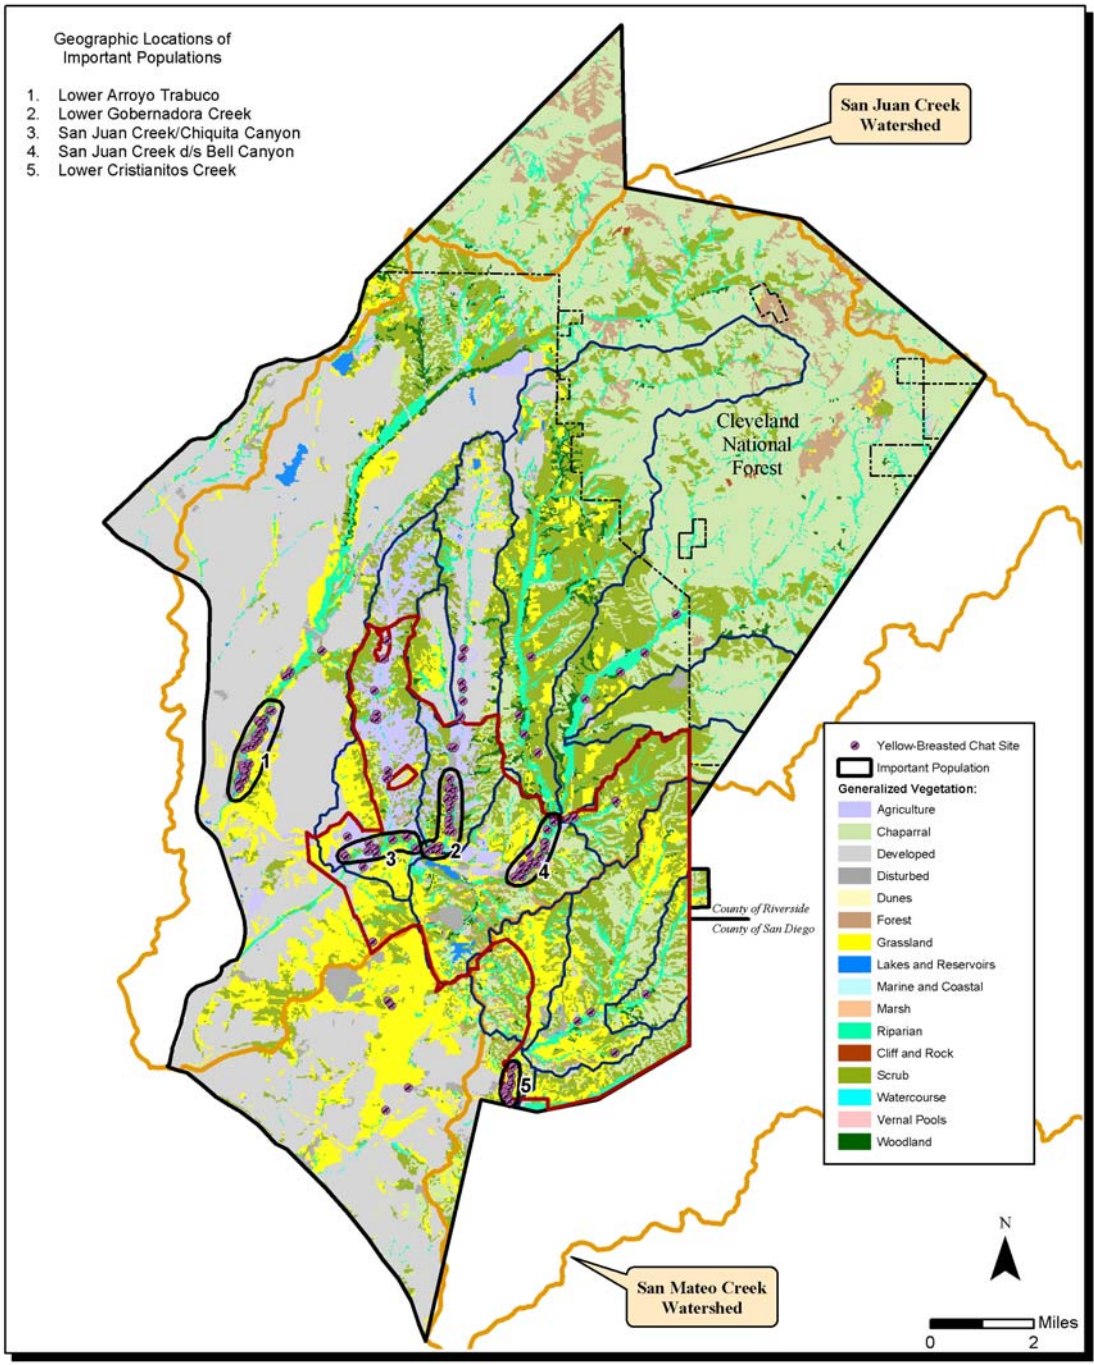 Geographic Locations of
Important Populations
1. Lower Arroyo Trabuco
2. Lower Gobernadora Creek
3. San Juan Creek/Chiquita Canyon
4. San Juan Creek d/s Bell Canyon
5. Lower Cristianitos Creek
San Juan Creek
Watershed
Cleveland
National
Forest
1
2
3
4
5
Yellow-Breasted Chat Site
Important Population
Generalized Vegetation:
Agriculture
Chaparral
Developed
Disturbed
Dunes
Forest
Grassland
Lakes and Reservoirs
Marine and Coastal
Marsh
Riparian
Cliff and Rock
Scrub
Watercourse
Vernal Pools
Woodland
County of Riverside
County of San Diego
San Mateo Creek
Watershed
N
Miles
0 2